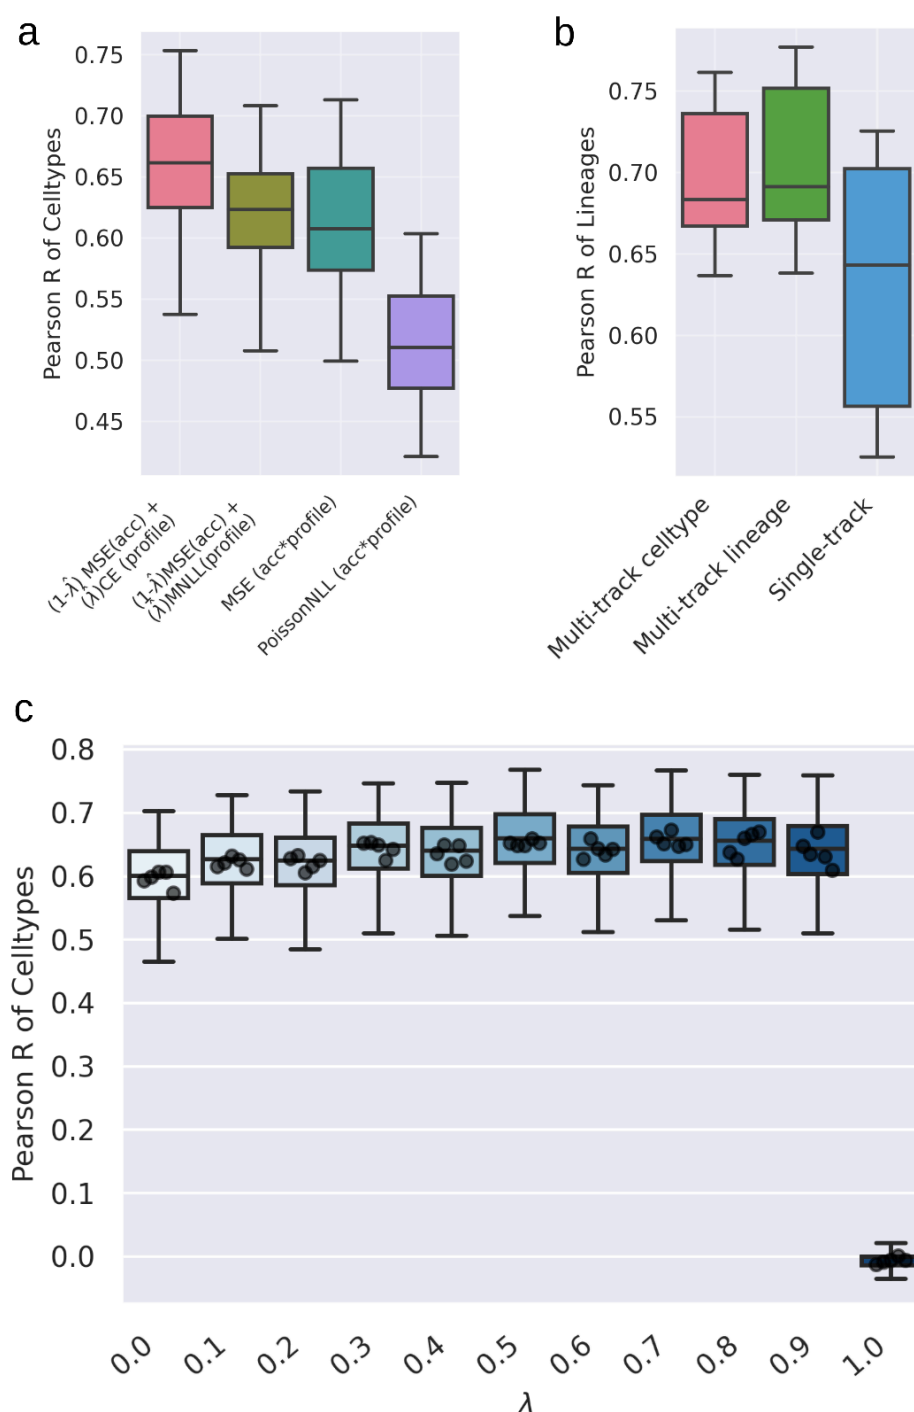 a
Pearson R of Celltypes
0.75
0.70
0.65
0.60
0.55
0.50
0.45
(1-λ̂) MSE(acc) +
(λ̂)CE (profile)
(1-λ̂)MSE(acc) +
(λ̂)MNLL(profile)
MSE (acc*profile)
PoissonNLL (acc*profile)
b
Pearson R of Lineages
0.75
0.70
0.65
0.60
0.55
Multi-track celltype
Multi-track lineage
Single-track
c
Pearson R of Celltypes
0.8
0.7
0.6
0.5
0.4
0.3
0.2
0.1
0.0
0.0 0.1 0.2 0.3 0.4 0.5 0.6 0.7 0.8 0.9 1.0
λ